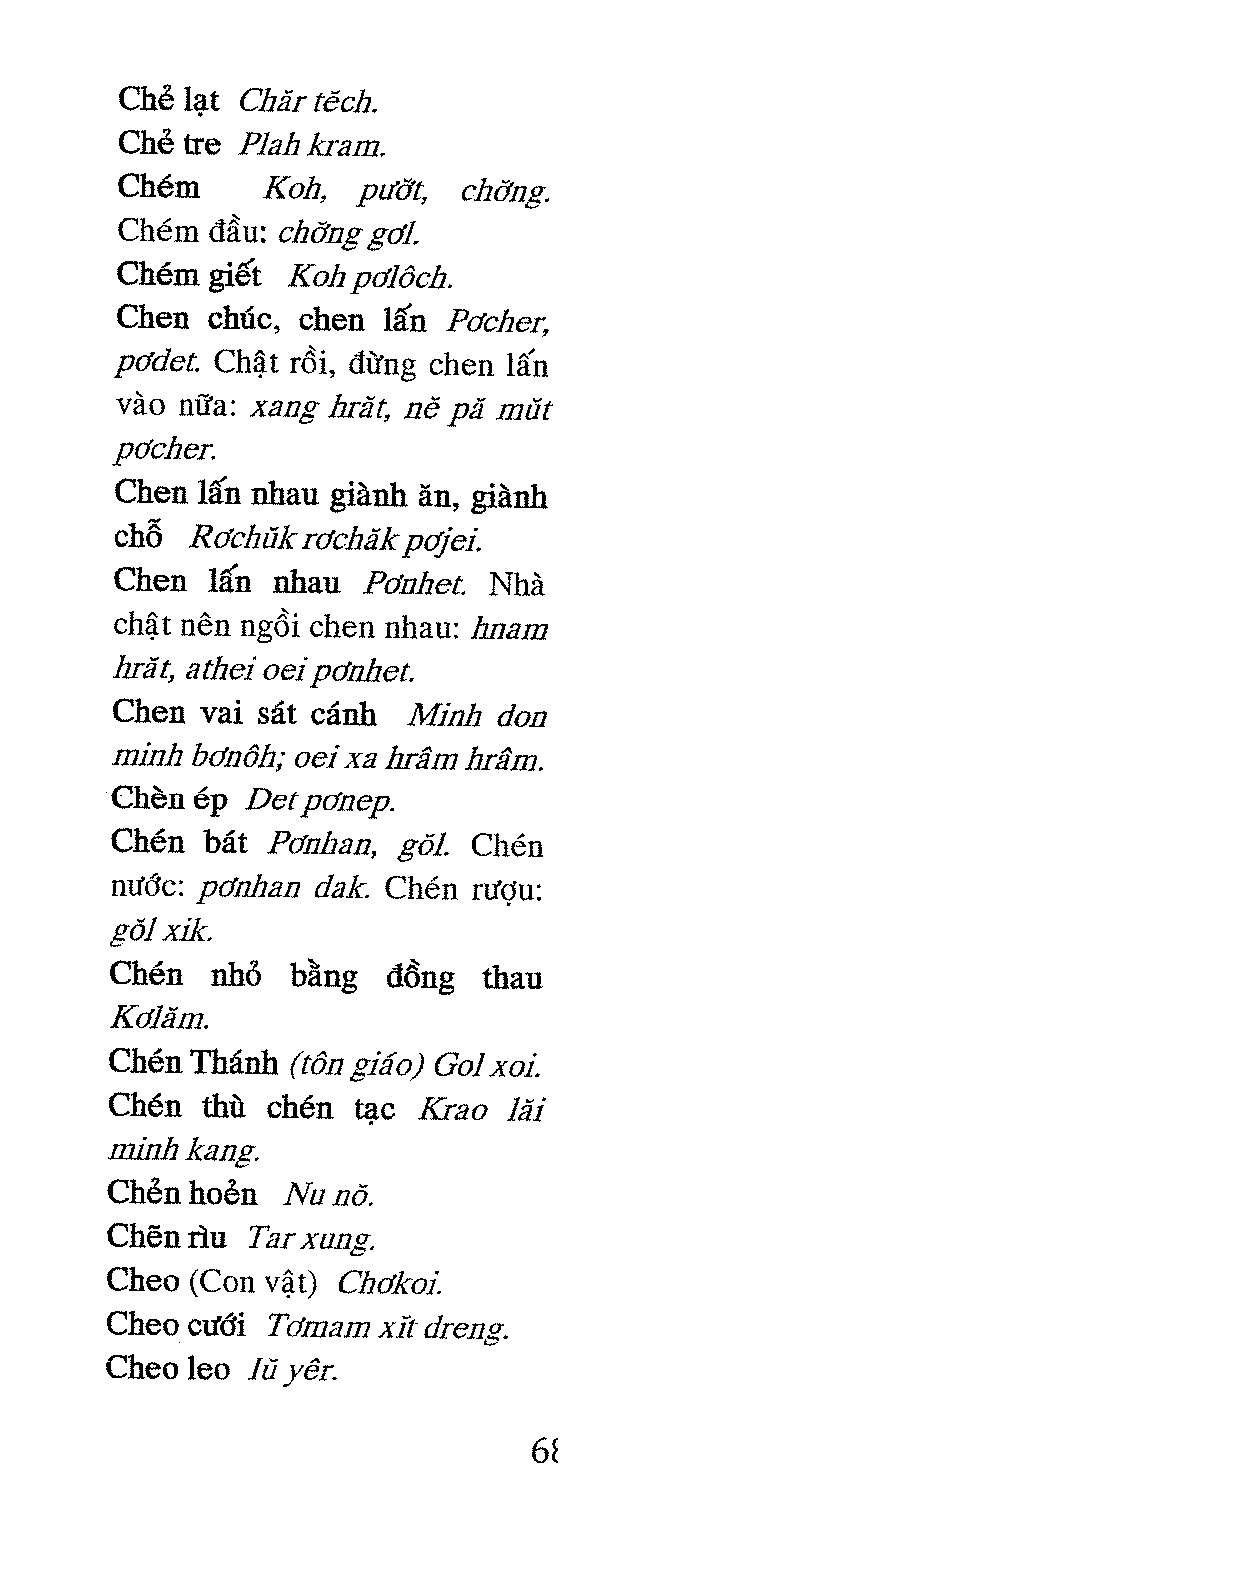 Chẻ lạt Chăr tĕch.
Chẻ tre Plah kram.
Chém Koh, pươ̆t, chơ̆ng.
Chém đầu: chơ̆ng gơl.
Chém giết Koh pơlôch.
Chen chúc, chen lấn Pơcher,
pơdet. Chật rồi, đừng chen lấn
vào nữa: xang hrăt, nĕ pă mŭt
pơcher.
Chen lấn nhau giành ăn, giành
chỗ Rơchŭk rơchăk pơjei.
Chen lấn nhau Pơnhet. Nhà
chật nên ngồi chen nhau: hnam
hrăt, athei oei pơnhet.
Chen vai sát cánh Minh don
minh bơnôh; oei xa hrâm hrâm.
Chèn ép Det pơnep.
Chén bát Pơnhan, gŏl. Chén
nước: pơnhan dak. Chén rượu:
gŏl xik.
Chén nhỏ bằng đồng thau
Kơlăm.
Chén Thánh (tôn giáo) Gol xoi.
Chén thù chén tạc Krao lăi
minh kang.
Chẻn hoẻn Nu nŏ.
Chẽn rìu Tar xung.
Cheo (Con vật) Chơkoi.
Cheo cưới Tơmam xĭt dreng.
Cheo leo Iŭ yêr.
68